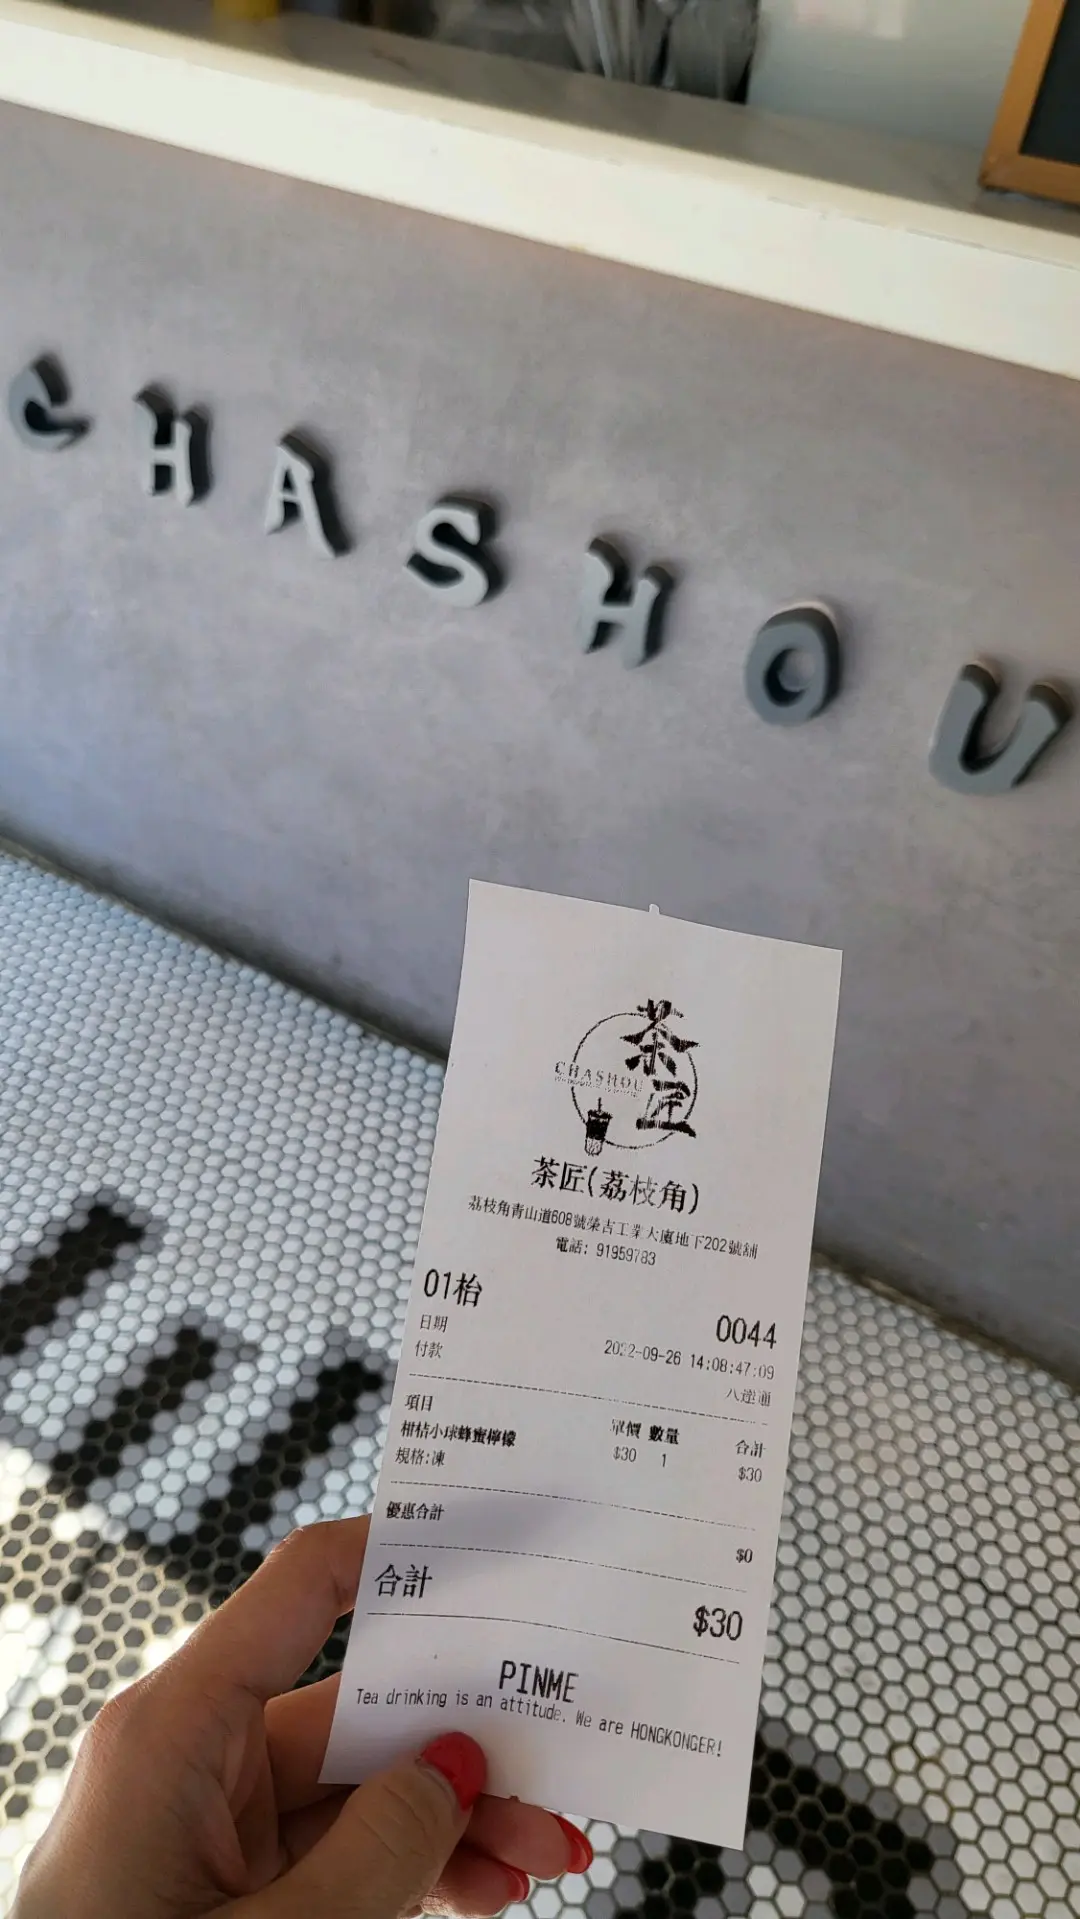 CHASHOU
茶匠
CHASHOU
茶匠(荔枝角)
荔枝角青山道608號榮吉工業大廈地下202號舖
電話: 91959783
01枱
0044
日期 2022-09-26 14:08:47:09
付款 八達通
項目 單價 數量 合計
柑桔小球蜂蜜檸檬 $30 1 $30
規格:凍
優惠合計 $0
合計 $30
PINME
Tea drinking is an attitude. We are HONGKONGER!